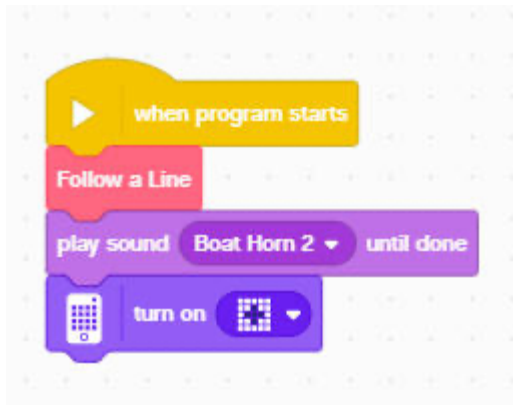 when program starts
Follow a Line
play sound Boat Horn 2 until done
turn on